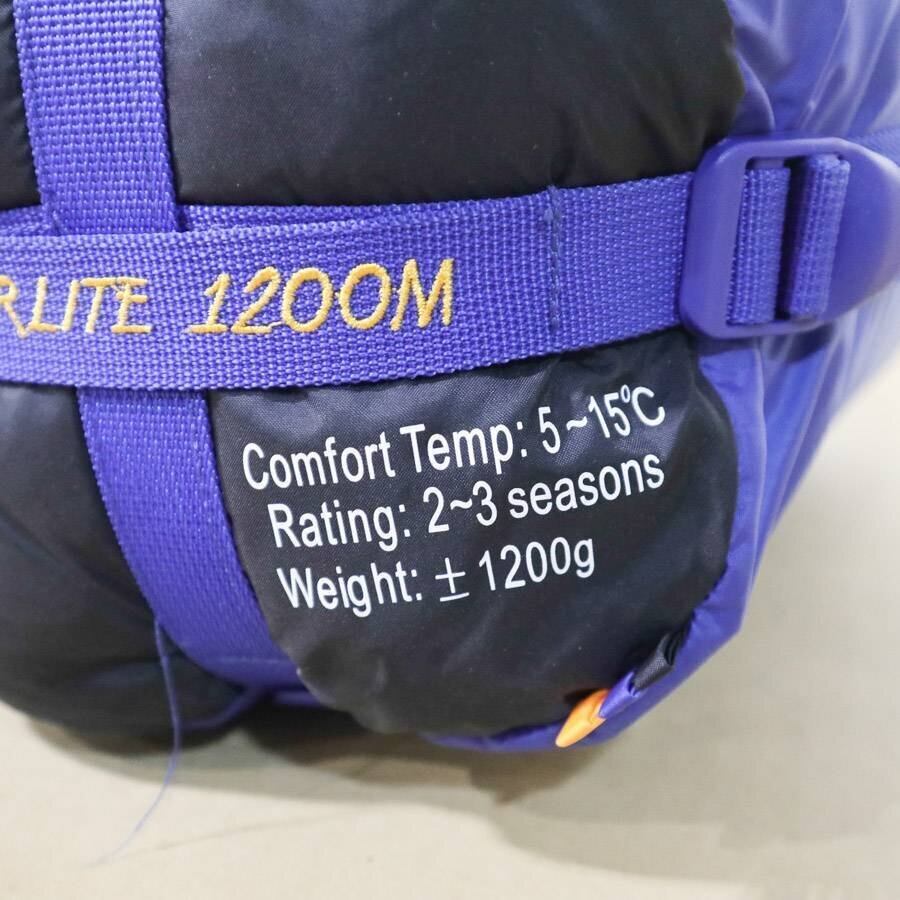 RLITE 1200M
Comfort Temp: 5~15℃
Rating: 2~3 seasons
Weight: ± 1200g